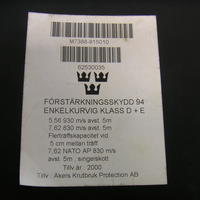 M7388-915010
62530035
FÖRSTÄRKNINGSSKYDD 94
ENKELKURVIG KLASS D + E
5,56 930 m/s avst. 5m
7,62 830 m/s avst. 5m
Flerträffskapacitet vid
5 cm mellan träff
7,62 NATO AP 830 m/s
avst. 5m , singelskott
Tillv år : 2000
Tillv : Åkers Krutbruk Protection AB